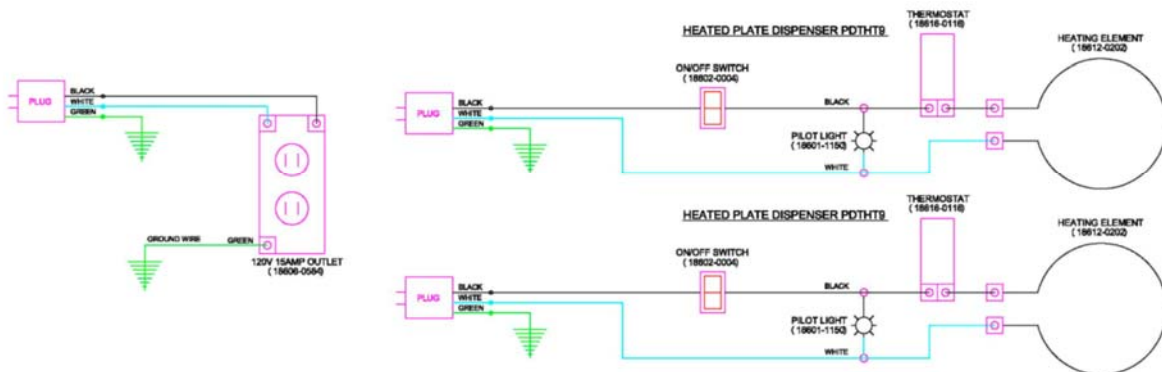 PLUG
BLACK
WHITE
GREEN
GROUND WIRE
GREEN
120V 15AMP OUTLET
(18606-0584)
HEATED PLATE DISPENSER PDTHT9
PLUG
BLACK
WHITE
GREEN
ON/OFF SWITCH
(18602-0004)
BLACK
PILOT LIGHT
(18601-1150)
WHITE
THERMOSTAT
(18616-0116)
HEATING ELEMENT
(18612-0202)
HEATED PLATE DISPENSER PDTHT9
PLUG
BLACK
WHITE
GREEN
ON/OFF SWITCH
(18602-0004)
BLACK
PILOT LIGHT
(18601-1150)
WHITE
THERMOSTAT
(18616-0116)
HEATING ELEMENT
(18612-0202)